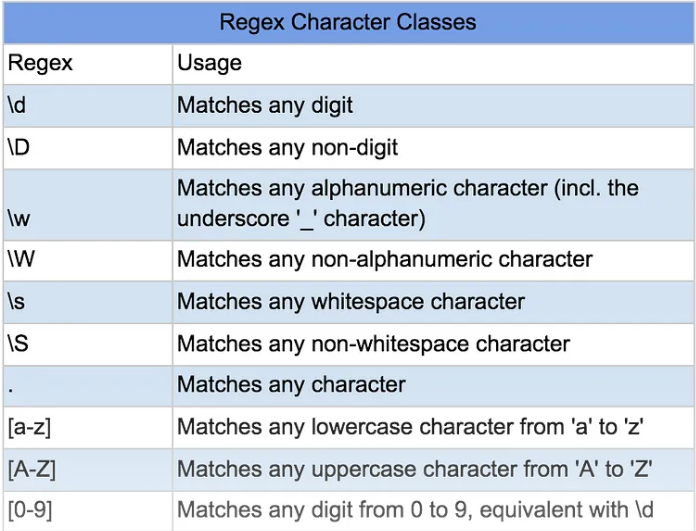 Regex Character Classes
Regex Usage
\d Matches any digit
\D Matches any non-digit
\w Matches any alphanumeric character (incl. the
underscore '_' character)
\W Matches any non-alphanumeric character
\s Matches any whitespace character
\S Matches any non-whitespace character
. Matches any character
[a-z] Matches any lowercase character from 'a' to 'z'
[A-Z] Matches any uppercase character from 'A' to 'Z'
[0-9] Matches any digit from 0 to 9, equivalent with \d